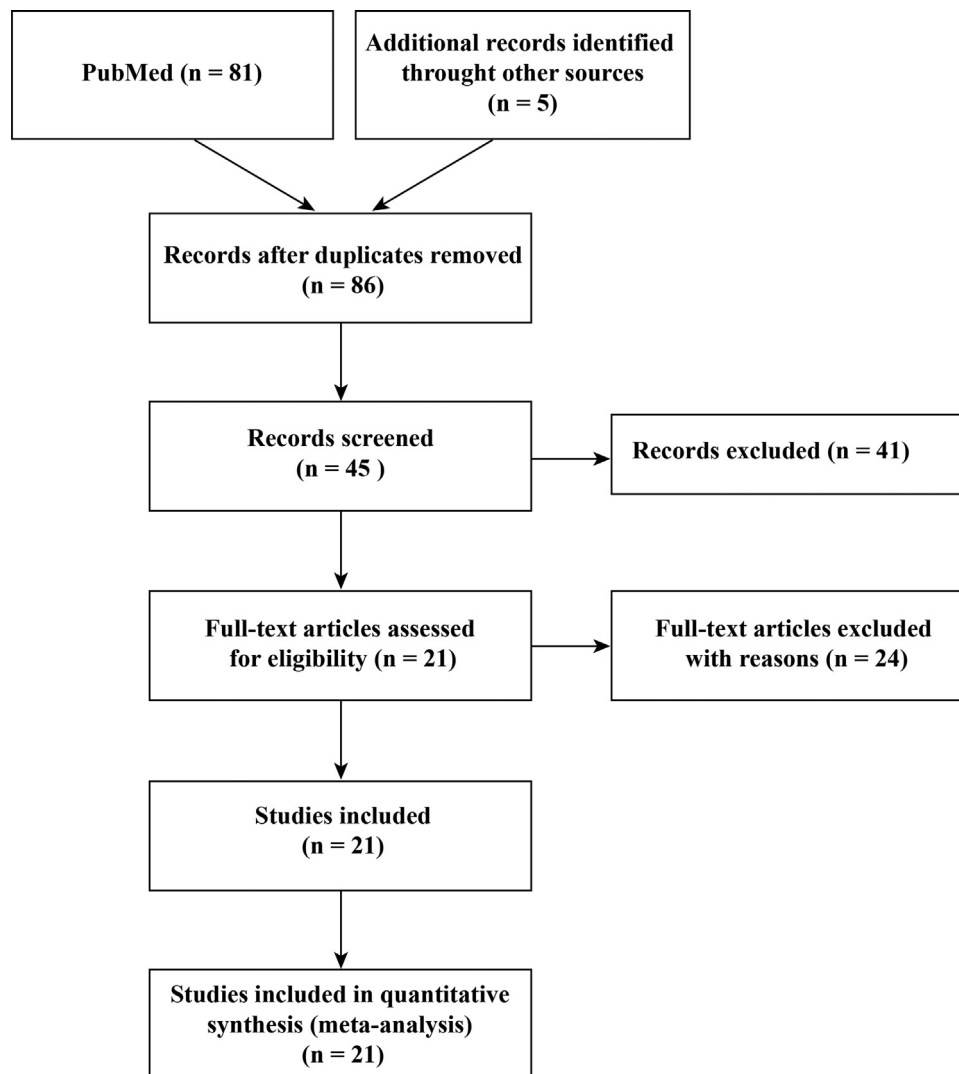 PubMed (n = 81)
Additional records identified
throught other sources
(n = 5)
Records after duplicates removed
(n = 86)
Records screened
(n = 45 )
Records excluded (n = 41)
Full-text articles assessed
for eligibility (n = 21)
Full-text articles excluded
with reasons (n = 24)
Studies included
(n = 21)
Studies included in quantitative
synthesis (meta-analysis)
(n = 21)